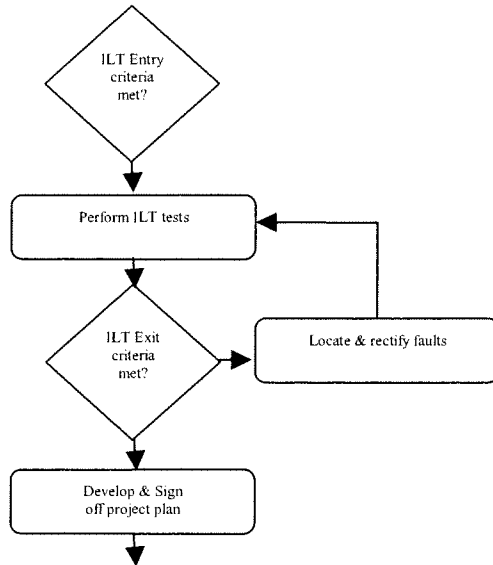 ILT Entry
criteria
met?
Perform ILT tests
ILT Exit
criteria
met?
Locate & rectify faults
Develop & Sign
off project plan